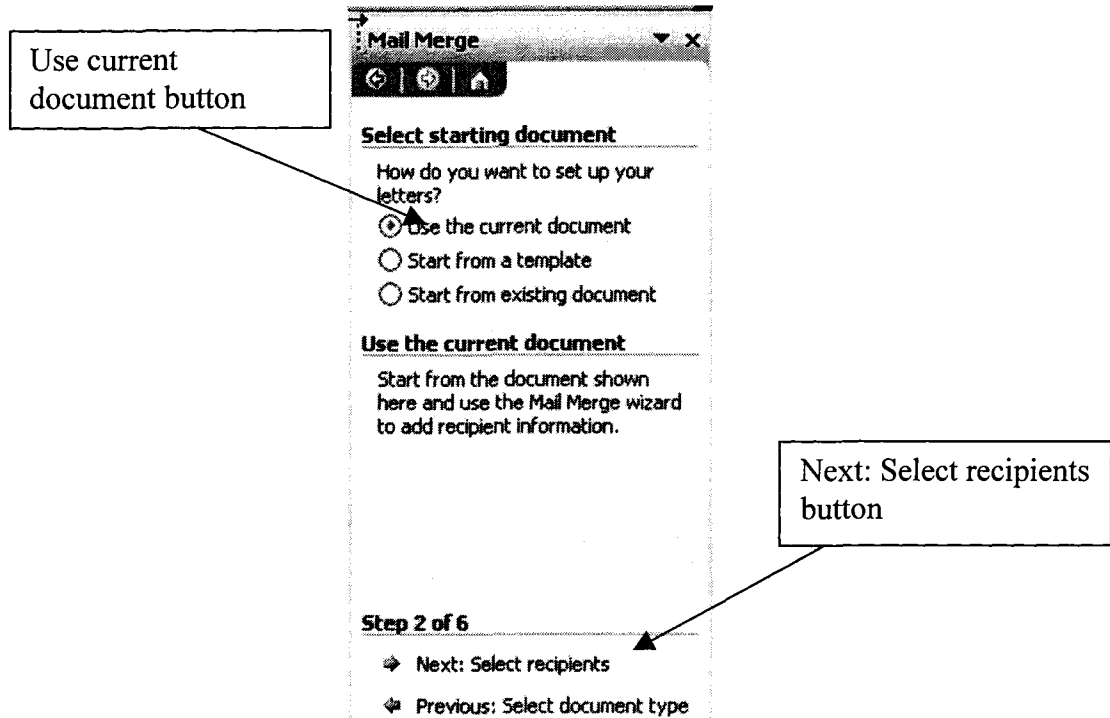 Mail Merge
Use current
document button
Select starting document
How do you want to set up your
letters?
Use the current document
Start from a template
Start from existing document
Use the current document
Start from the document shown
here and use the Mail Merge wizard
to add recipient information.
Next: Select recipients
button
Step 2 of 6
Next: Select recipients
Previous: Select document type